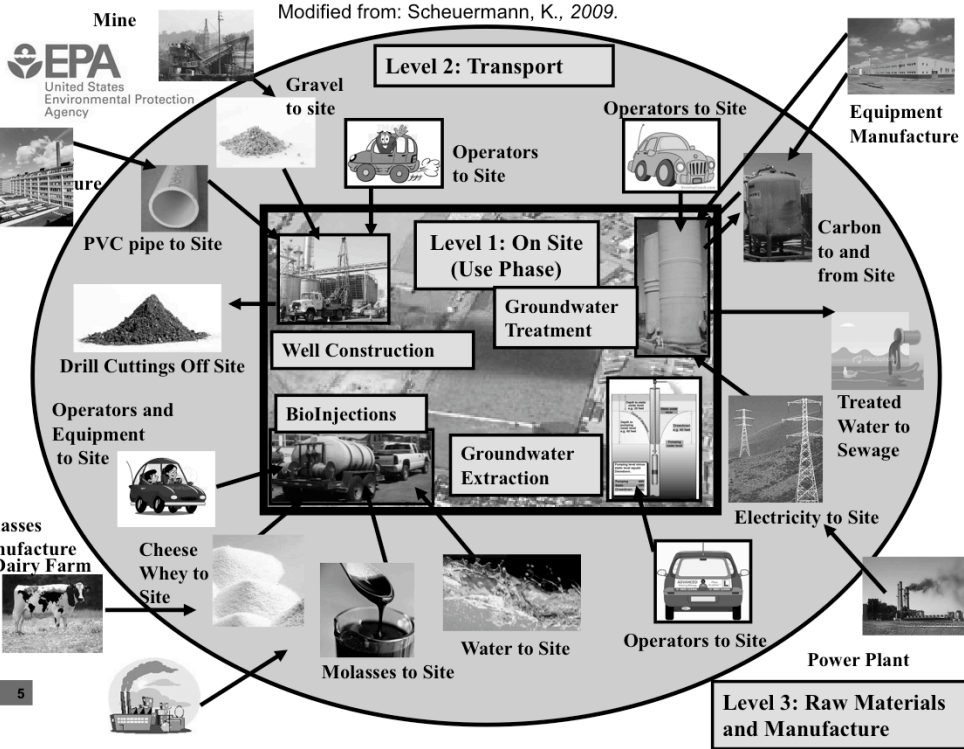 Modified from: Scheuermann, K., 2009.
Mine
EPA
United States
Environmental Protection
Agency
Level 2: Transport
Gravel
to site
Operators to Site
Operators
to Site
Equipment
Manufacture
ure
PVC pipe to Site
Level 1: On Site
(Use Phase)
Carbon
to and
from Site
Groundwater
Treatment
Drill Cuttings Off Site
Well Construction
Operators and
Equipment
to Site
BioInjections
Treated
Water to
Sewage
Groundwater
Extraction
Electricity to Site
asses
nufacture
Dairy Farm
Cheese
Whey to
Site
Water to Site
Operators to Site
Molasses to Site
Power Plant
5
Level 3: Raw Materials
and Manufacture